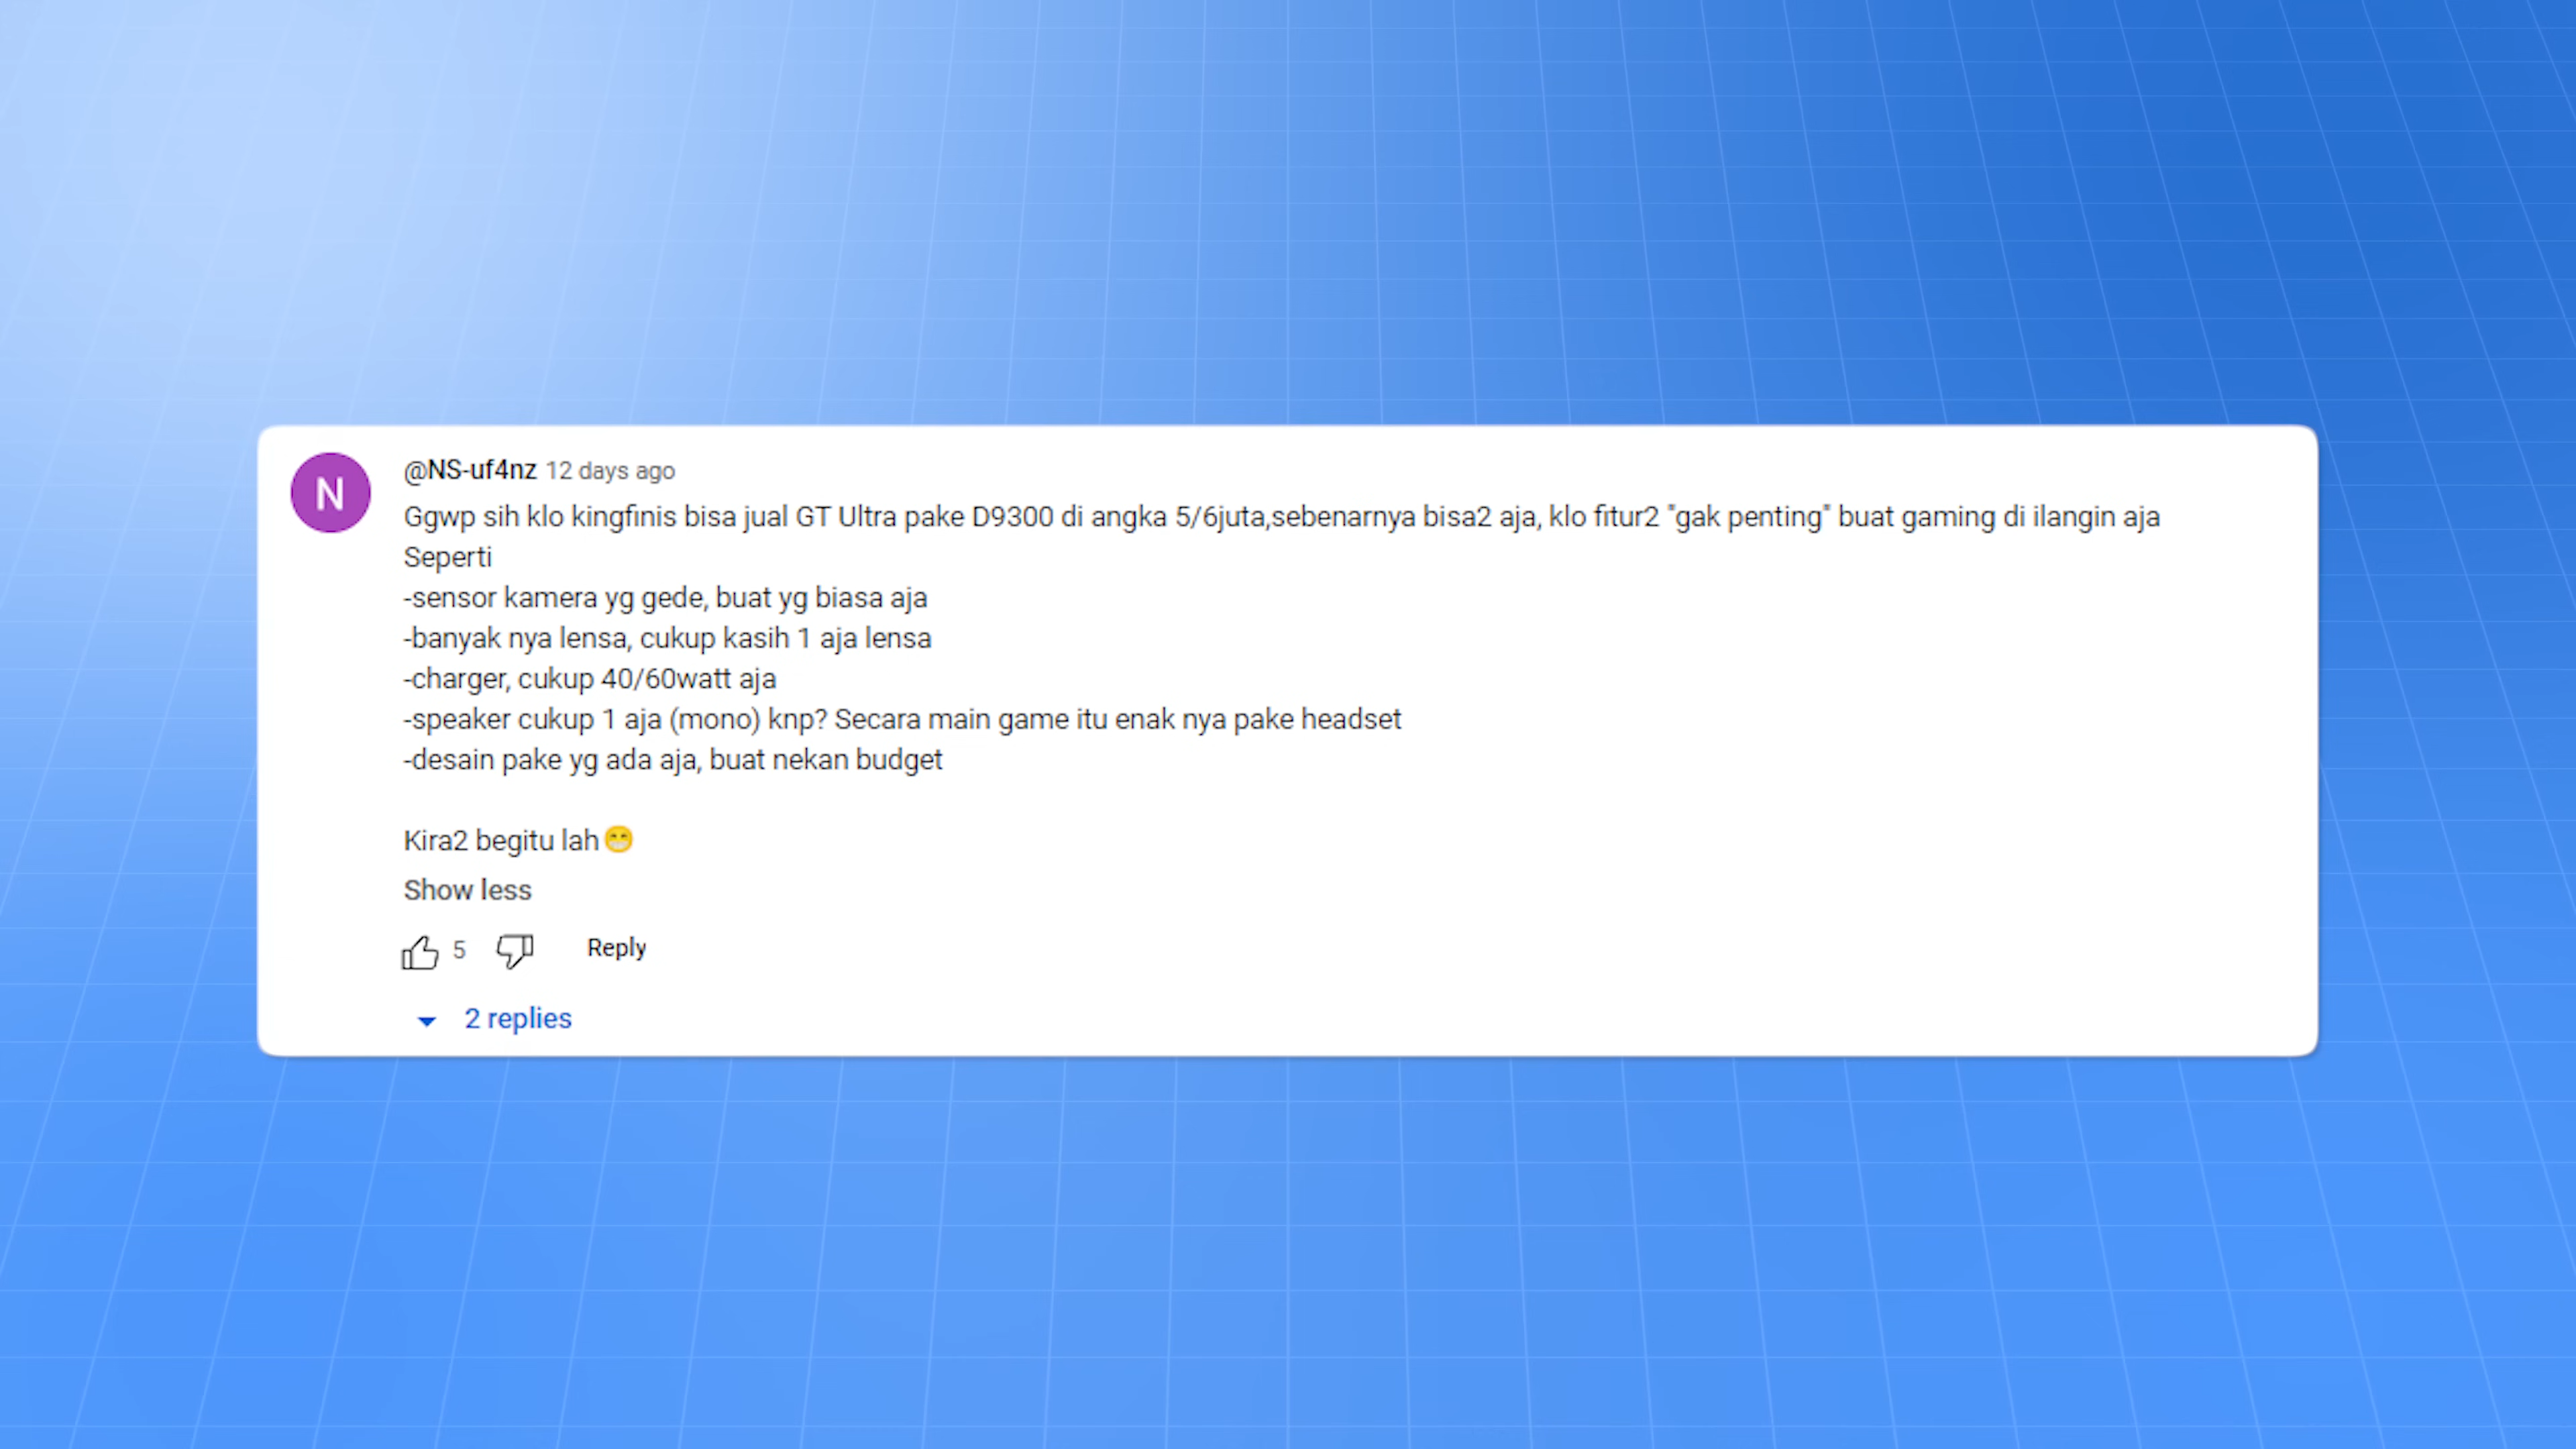 N
@NS-uf4nz 12 days ago
Ggwp sih klo kingfinis bisa jual GT Ultra pake D9300 di angka 5/6juta,sebenarnya bisa2 aja, klo fitur2 "gak penting" buat gaming di ilangin aja
Seperti
-sensor kamera yg gede, buat yg biasa aja
-banyak nya lensa, cukup kasih 1 aja lensa
-charger, cukup 40/60watt aja
-speaker cukup 1 aja (mono) knp? Secara main game itu enak nya pake headset
-desain pake yg ada aja, buat nekan budget
Kira2 begitu lah😁
Show less
5 Reply
2 replies